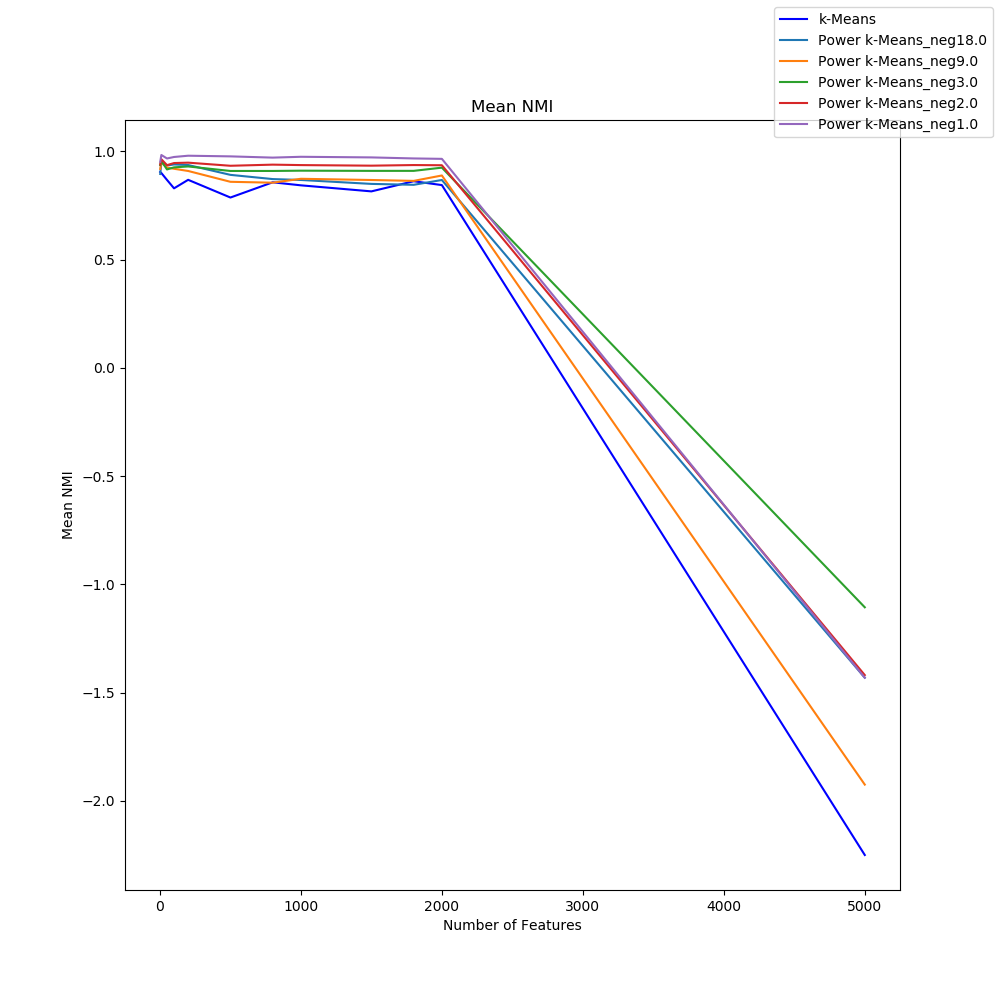 k-Means
Power k-Means_neg18.0
Power k-Means_neg9.0
Power k-Means_neg3.0
Power k-Means_neg2.0
Power k-Means_neg1.0
Mean NMI
1.0
0.5
0.0
−0.5
−1.0
−1.5
−2.0
Mean NMI
0 1000 2000 3000 4000 5000
Number of Features